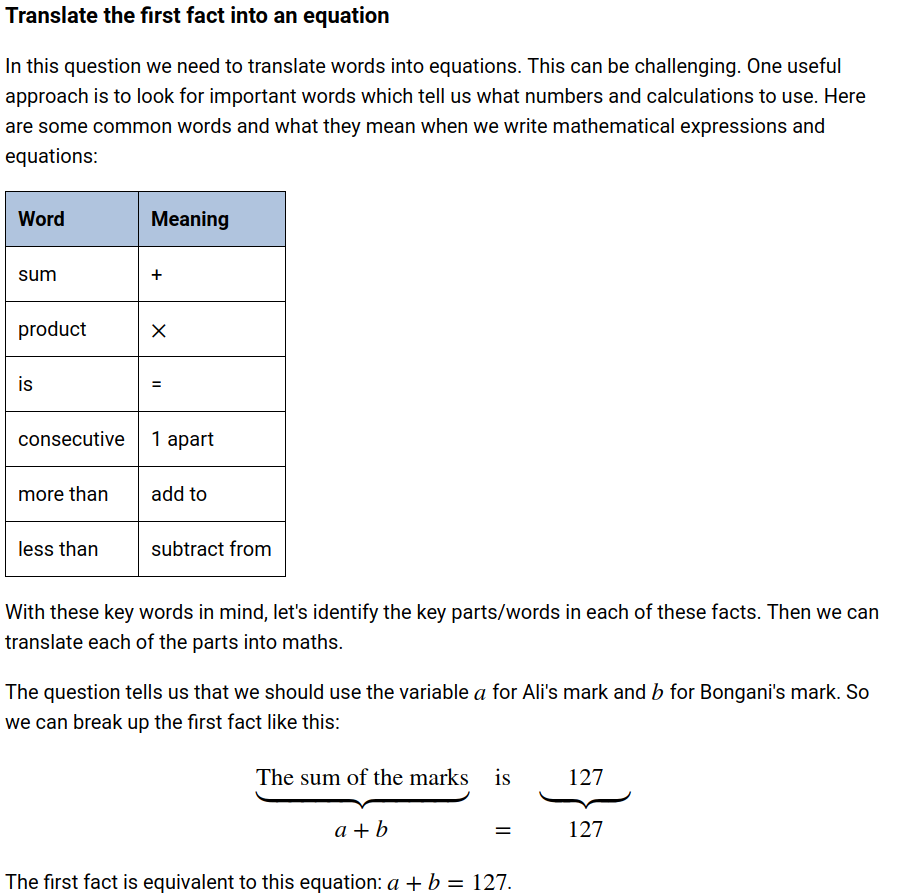 Translate the first fact into an equation
In this question we need to translate words into equations. This can be challenging. One useful
approach is to look for important words which tell us what numbers and calculations to use. Here
are some common words and what they mean when we write mathematical expressions and
equations:
Word Meaning
sum +
product ×
is =
consecutive 1 apart
more than add to
less than subtract from
With these key words in mind, let's identify the key parts/words in each of these facts. Then we can
translate each of the parts into maths.
The question tells us that we should use the variable a for Ali's mark and b for Bongani's mark. So
we can break up the first fact like this:
The sum of the marks is 127
a + b = 127
The first fact is equivalent to this equation: a + b = 127.